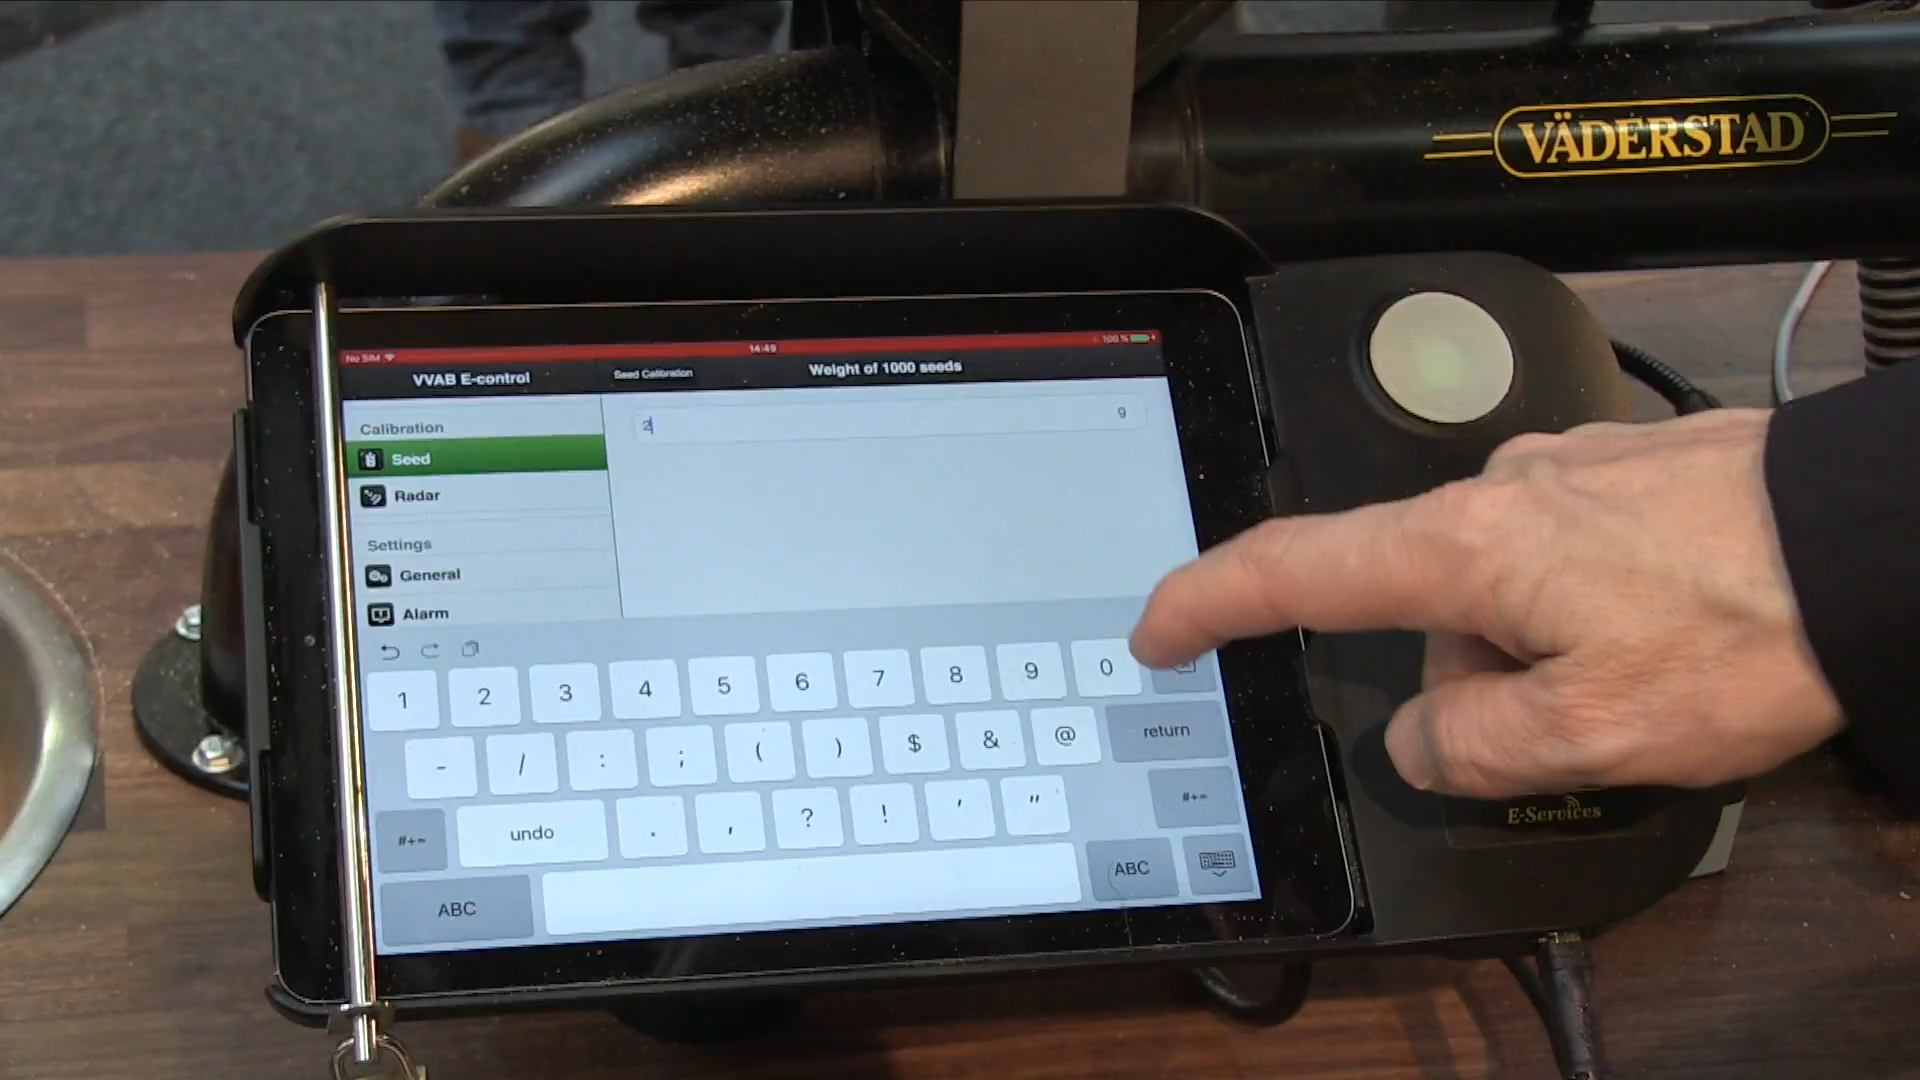 VÄDERSTAD
No SIM
14:49
100 %
VVAB E-control
Seed Calibration
Weight of 1000 seeds
Calibration
Seed
Radar
Settings
General
Alarm
2
g
1 2 3 4 5 6 7 8 9 0
- / : ; ( ) $ & @ return
#+= undo . , ? ! ' " #+=
ABC ABC
E-Services